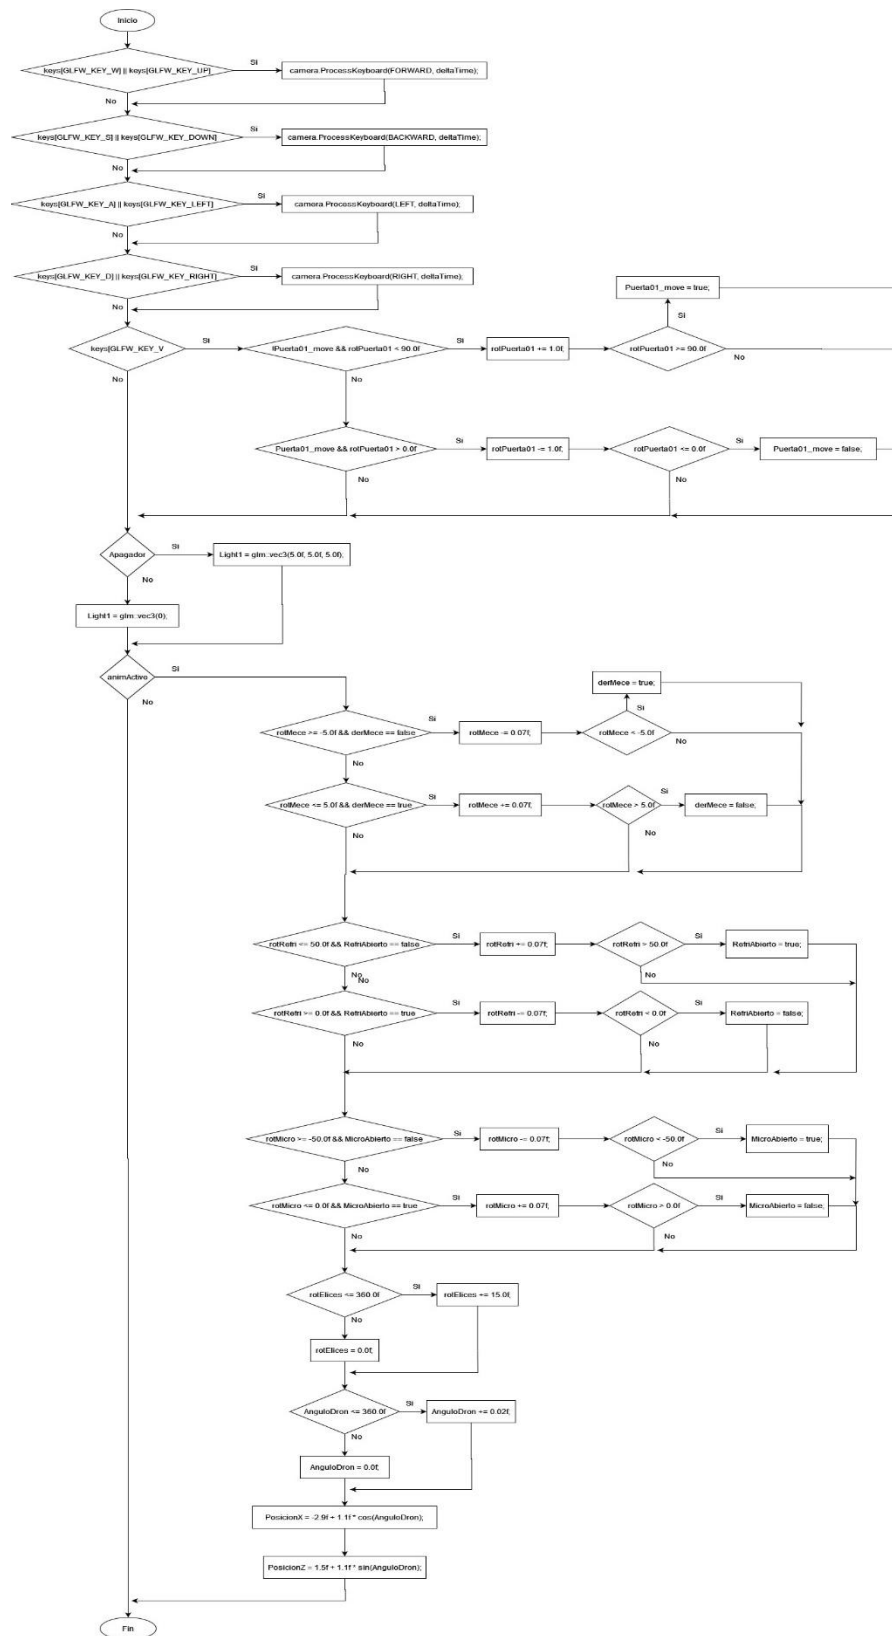 Inicio
Si
keys[GLFW_KEY_W] || keys[GLFW_KEY_UP]
camera.ProcessKeyboard(FORWARD, deltaTime);
No
Si
keys[GLFW_KEY_S] || keys[GLFW_KEY_DOWN]
camera.ProcessKeyboard(BACKWARD, deltaTime);
No
Si
keys[GLFW_KEY_A] || keys[GLFW_KEY_LEFT]
camera.ProcessKeyboard(LEFT, deltaTime);
No
Si
keys[GLFW_KEY_D] || keys[GLFW_KEY_RIGHT]
camera.ProcessKeyboard(RIGHT, deltaTime);
No
Puerta01_move = true;
Si
keys[GLFW_KEY_V
Si
!Puerta01_move && rotPuerta01 < 90.0f
Si
rotPuerta01 += 1.0f;
rotPuerta01 >= 90.0f
No
No
No
Puerta01_move && rotPuerta01 > 0.0f
Si
rotPuerta01 -= 1.0f;
rotPuerta01 <= 0.0f
Si
Puerta01_move = false;
No
No
Apagador
Si
Light1 = glm::vec3(5.0f, 5.0f, 5.0f);
No
Light1 = glm::vec3(0);
animActivo
Si
No
derMece = true;
Si
rotMece >= -5.0f && derMece == false
Si
rotMece -= 0.07f;
rotMece < -5.0f
No
No
rotMece <= 5.0f && derMece == true
Si
rotMece += 0.07f;
rotMece > 5.0f
Si
derMece = false;
No
No
rotRefri <= 50.0f && RefriAbierto == false
Si
rotRefri += 0.07f;
rotRefri > 50.0f
Si
RefriAbierto = true;
No
No
No
rotRefri >= 0.0f && RefriAbierto == true
Si
rotRefri -= 0.07f;
rotRefri < 0.0f
Si
RefriAbierto = false;
No
No
rotMicro >= -50.0f && MicroAbierto == false
Si
rotMicro -= 0.07f;
rotMicro < -50.0f
Si
MicroAbierto = true;
No
No
rotMicro <= 0.0f && MicroAbierto == true
Si
rotMicro += 0.07f;
rotMicro > 0.0f
Si
MicroAbierto = false;
No
No
rotElices <= 360.0f
Si
rotElices += 15.0f;
No
rotElices = 0.0f;
AnguloDron <= 360.0f
Si
AnguloDron += 0.02f;
No
AnguloDron = 0.0f;
PosicionX = -2.9f + 1.1f * cos(AnguloDron);
PosicionZ = 1.5f + 1.1f * sin(AnguloDron);
Fin